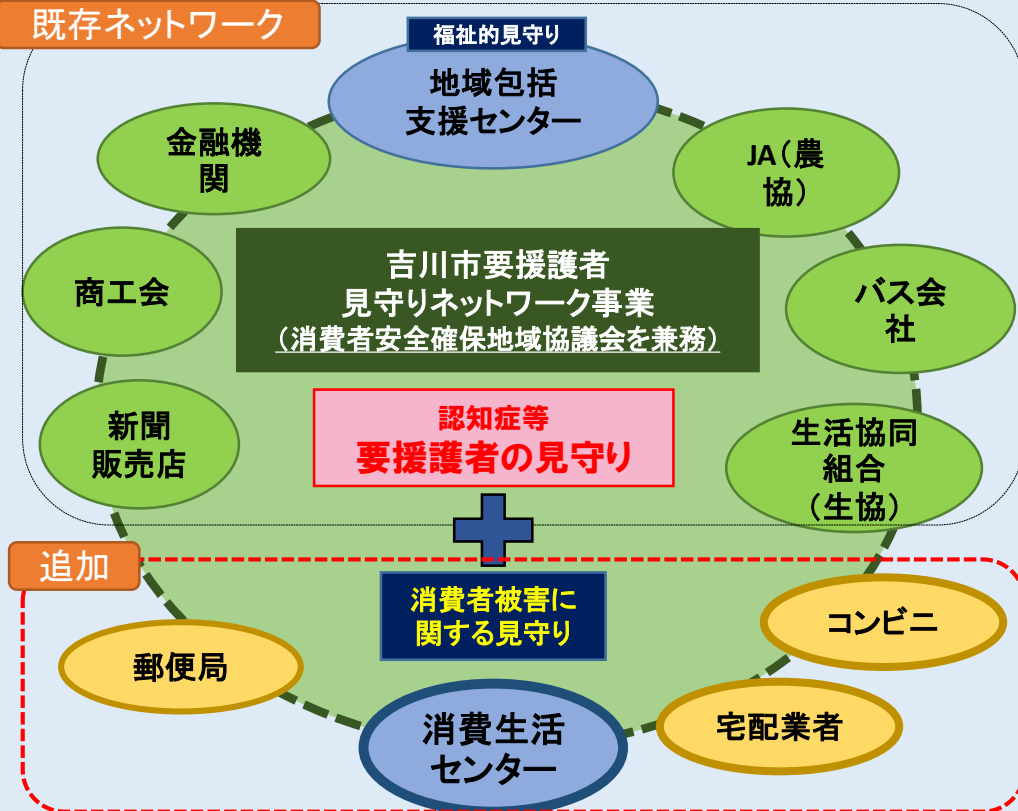 既存ネットワーク
福祉的見守り
地域包括
支援センター
金融機
関
JA（農
協）
商工会
吉川市要援護者
見守りネットワーク事業
（消費者安全確保地域協議会を兼務）
バス会
社
新聞
販売店
認知症等
要援護者の見守り
生活協同
組合
（生協）
追加
消費者被害に
関する見守り
コンビニ
郵便局
消費生活
センター
宅配業者